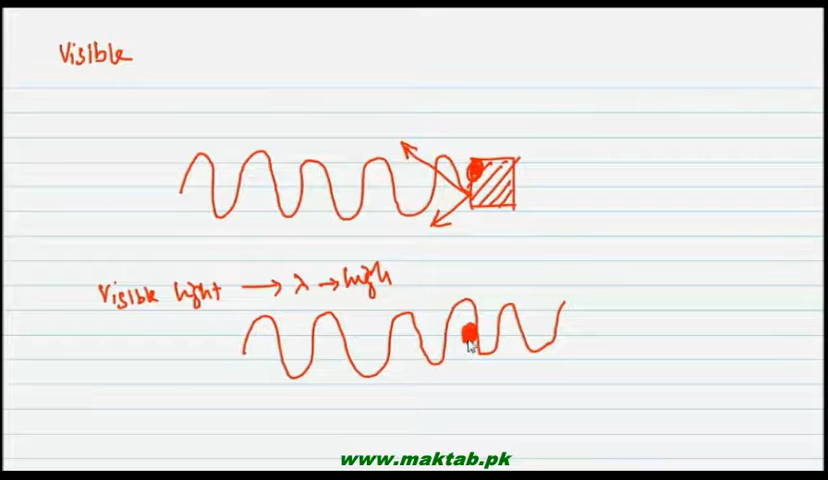 Visible
Visible light → λ → high
www.maktab.pk